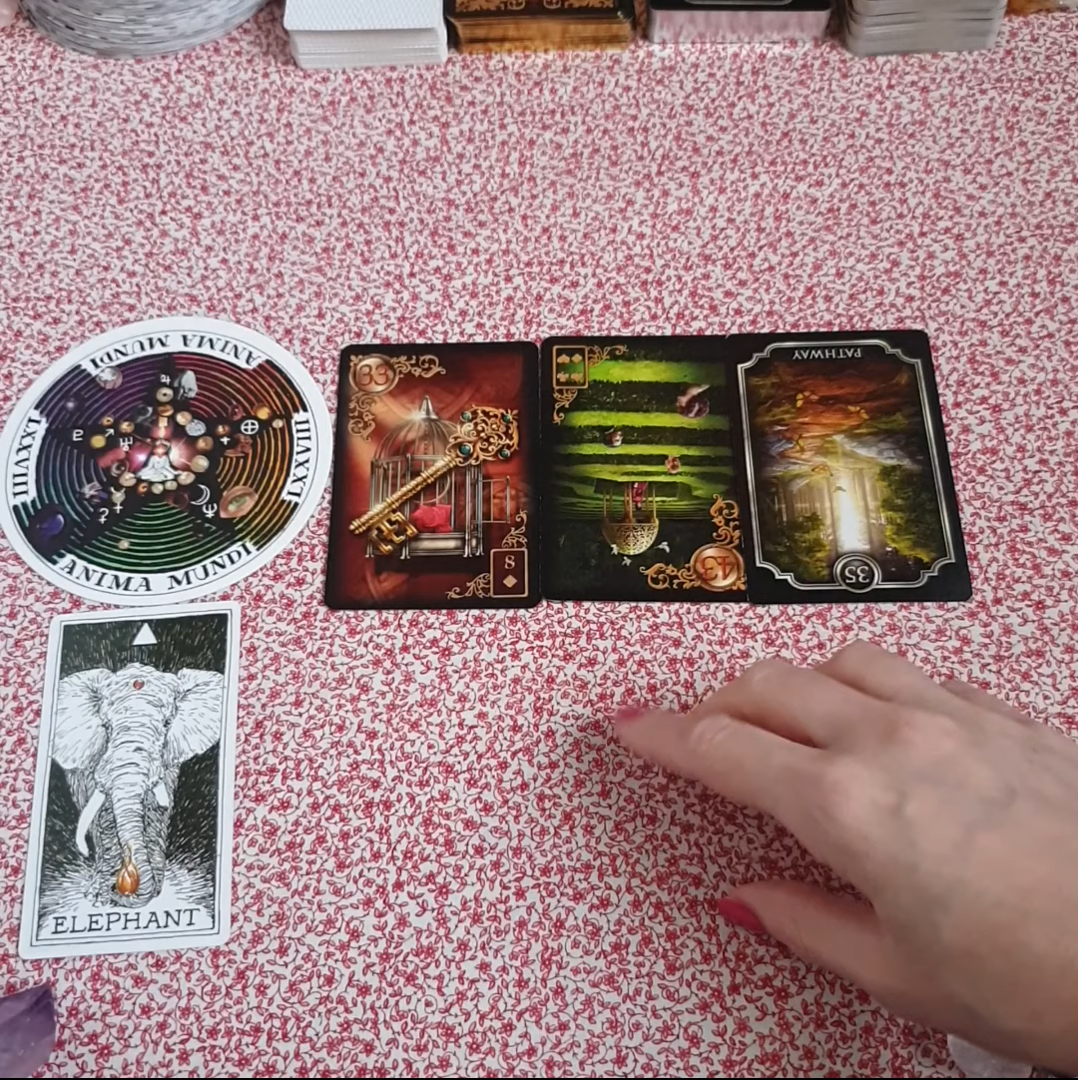 ANIMA MUNDI
LXXVIII
LXXVIII
ANIMA MUNDI
33
8
43
PATHWAY
35
ELEPHANT